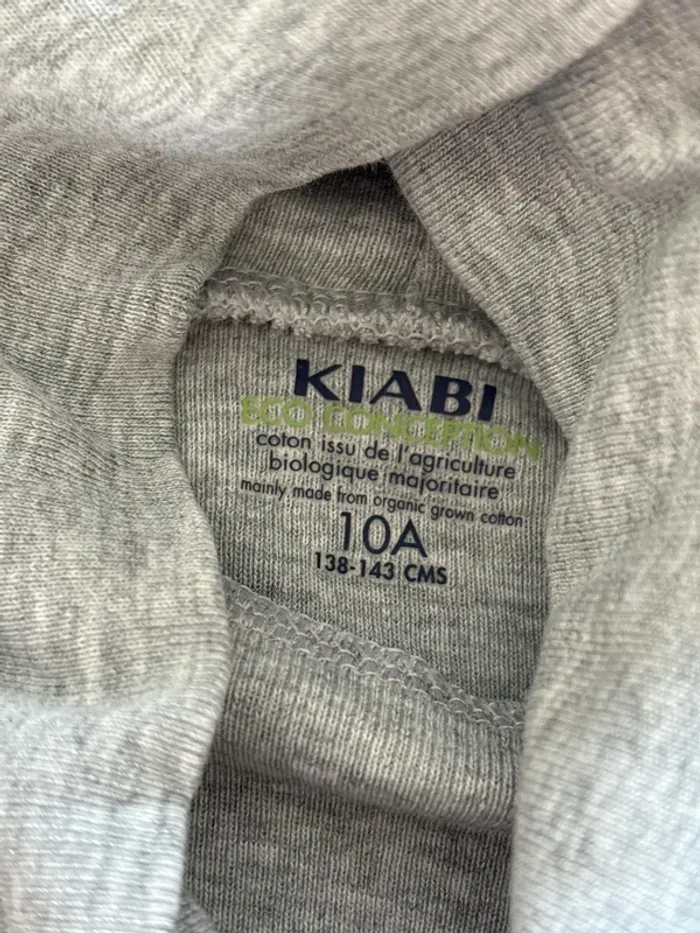 KIABI
ECO CONCEPTION
coton issu de l'agriculture
biologique majoritaire
mainly made from organic grown cotton
10A
138-143 CMS